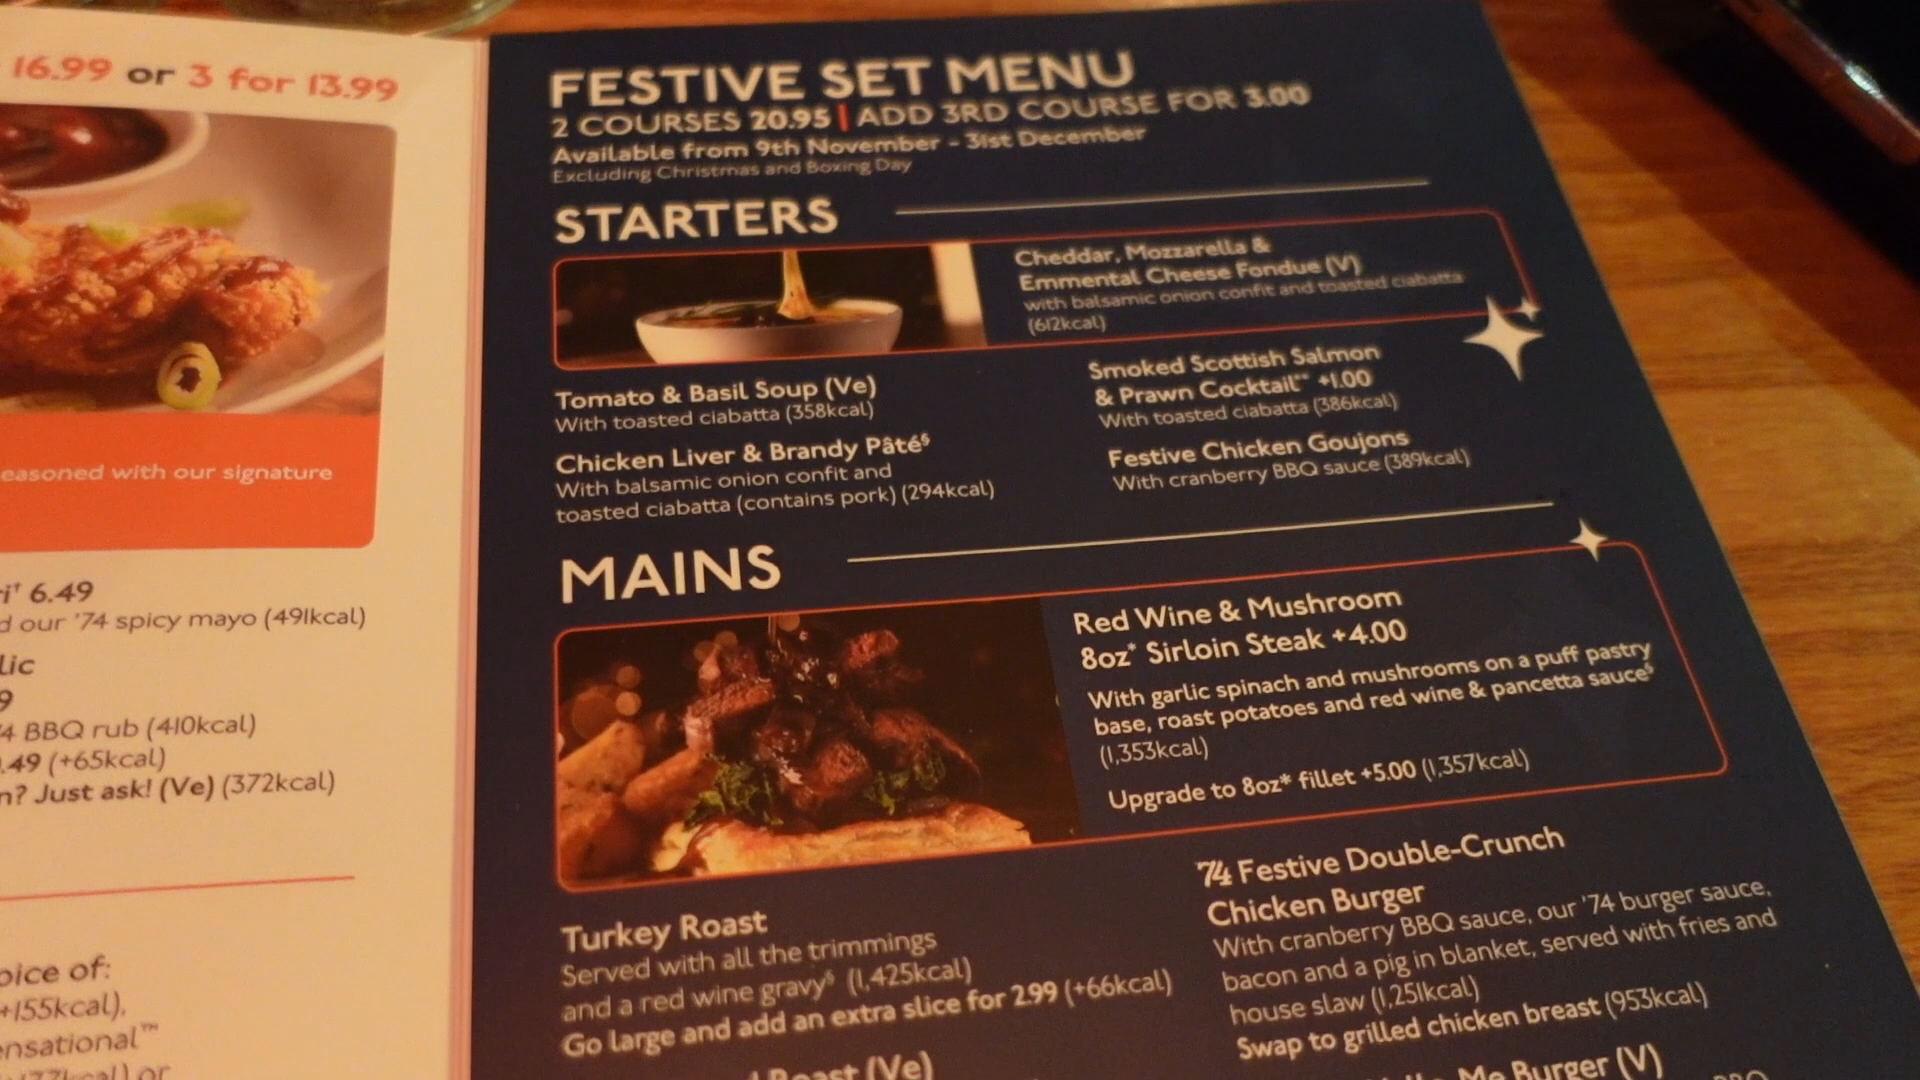 16.99 or 3 for 13.99
easoned with our signature
6.49
our '74 spicy mayo (491kcal)
lic
9
BBQ rub (410kcal)
.49 (+65kcal)
n? Just ask! (Ve) (372kcal)
oice of:
+155kcal),
ensational™
or
FESTIVE SET MENU
2 COURSES 20.95 | ADD 3RD COURSE FOR 3.00
Available from 9th November - 31st December
Excluding Christmas and Boxing Day
STARTERS
Cheddar, Mozzarella &
Emmental Cheese Fondue (V)
with balsamic onion confit and toasted ciabatta
(612kcal)
Tomato & Basil Soup (Ve)
With toasted ciabatta (358kcal)
Chicken Liver & Brandy Pâté§
With balsamic onion confit and
toasted ciabatta (contains pork) (294kcal)
Smoked Scottish Salmon
& Prawn Cocktail +1.00
With toasted ciabatta (386kcal)
Festive Chicken Goujons
With cranberry BBQ sauce (389kcal)
MAINS
Red Wine & Mushroom
8oz* Sirloin Steak +4.00
With garlic spinach and mushrooms on a puff pastry
base, roast potatoes and red wine & pancetta sauce§
(1,353kcal)
Upgrade to 8oz* fillet +5.00 (1,357kcal)
Turkey Roast
Served with all the trimmings
and a red wine gravy§ (1,425kcal)
Go large and add an extra slice for 2.99 (+66kcal)
Roast (Ve)
74 Festive Double-Crunch
Chicken Burger
With cranberry BBQ sauce, our '74 burger sauce,
bacon and a pig in blanket, served with fries and
house slaw (1,251kcal)
Swap to grilled chicken breast (953kcal)
Me Burger (V)
BBQ